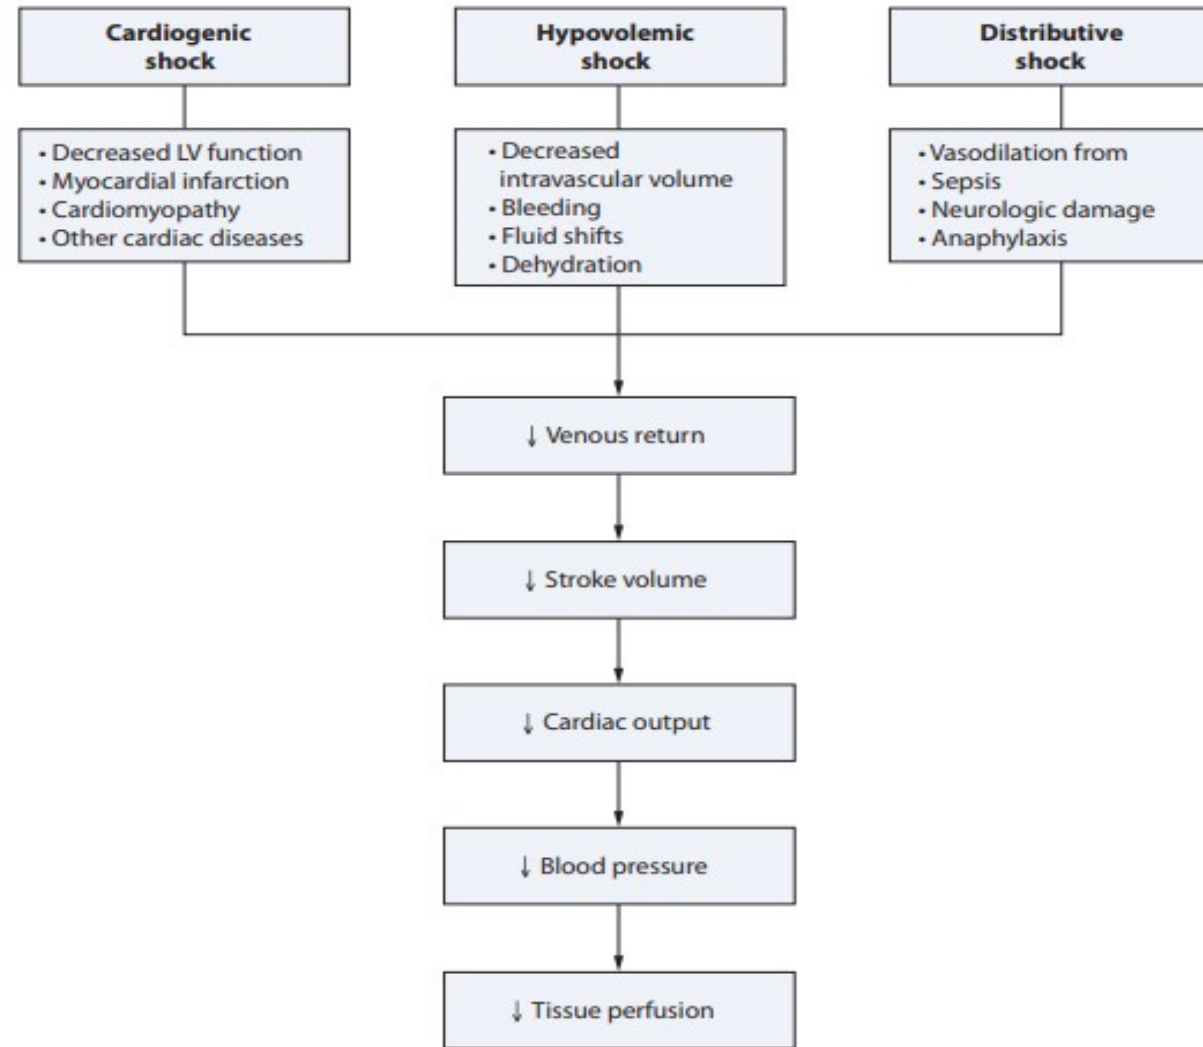 Cardiogenic
shock
Hypovolemic
shock
Distributive
shock
• Decreased LV function
• Myocardial infarction
• Cardiomyopathy
• Other cardiac diseases
• Decreased
intravascular volume
• Bleeding
• Fluid shifts
• Dehydration
• Vasodilation from
• Sepsis
• Neurologic damage
• Anaphylaxis
↓ Venous return
↓ Stroke volume
↓ Cardiac output
↓ Blood pressure
↓ Tissue perfusion